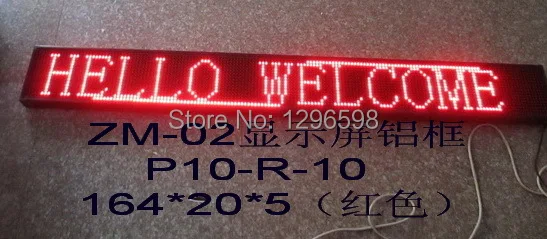 HELLO WELCOME
Shop Store No.: 1296598
ZM-02显示屏铝框
P10-R-10
164*20*5（红色）